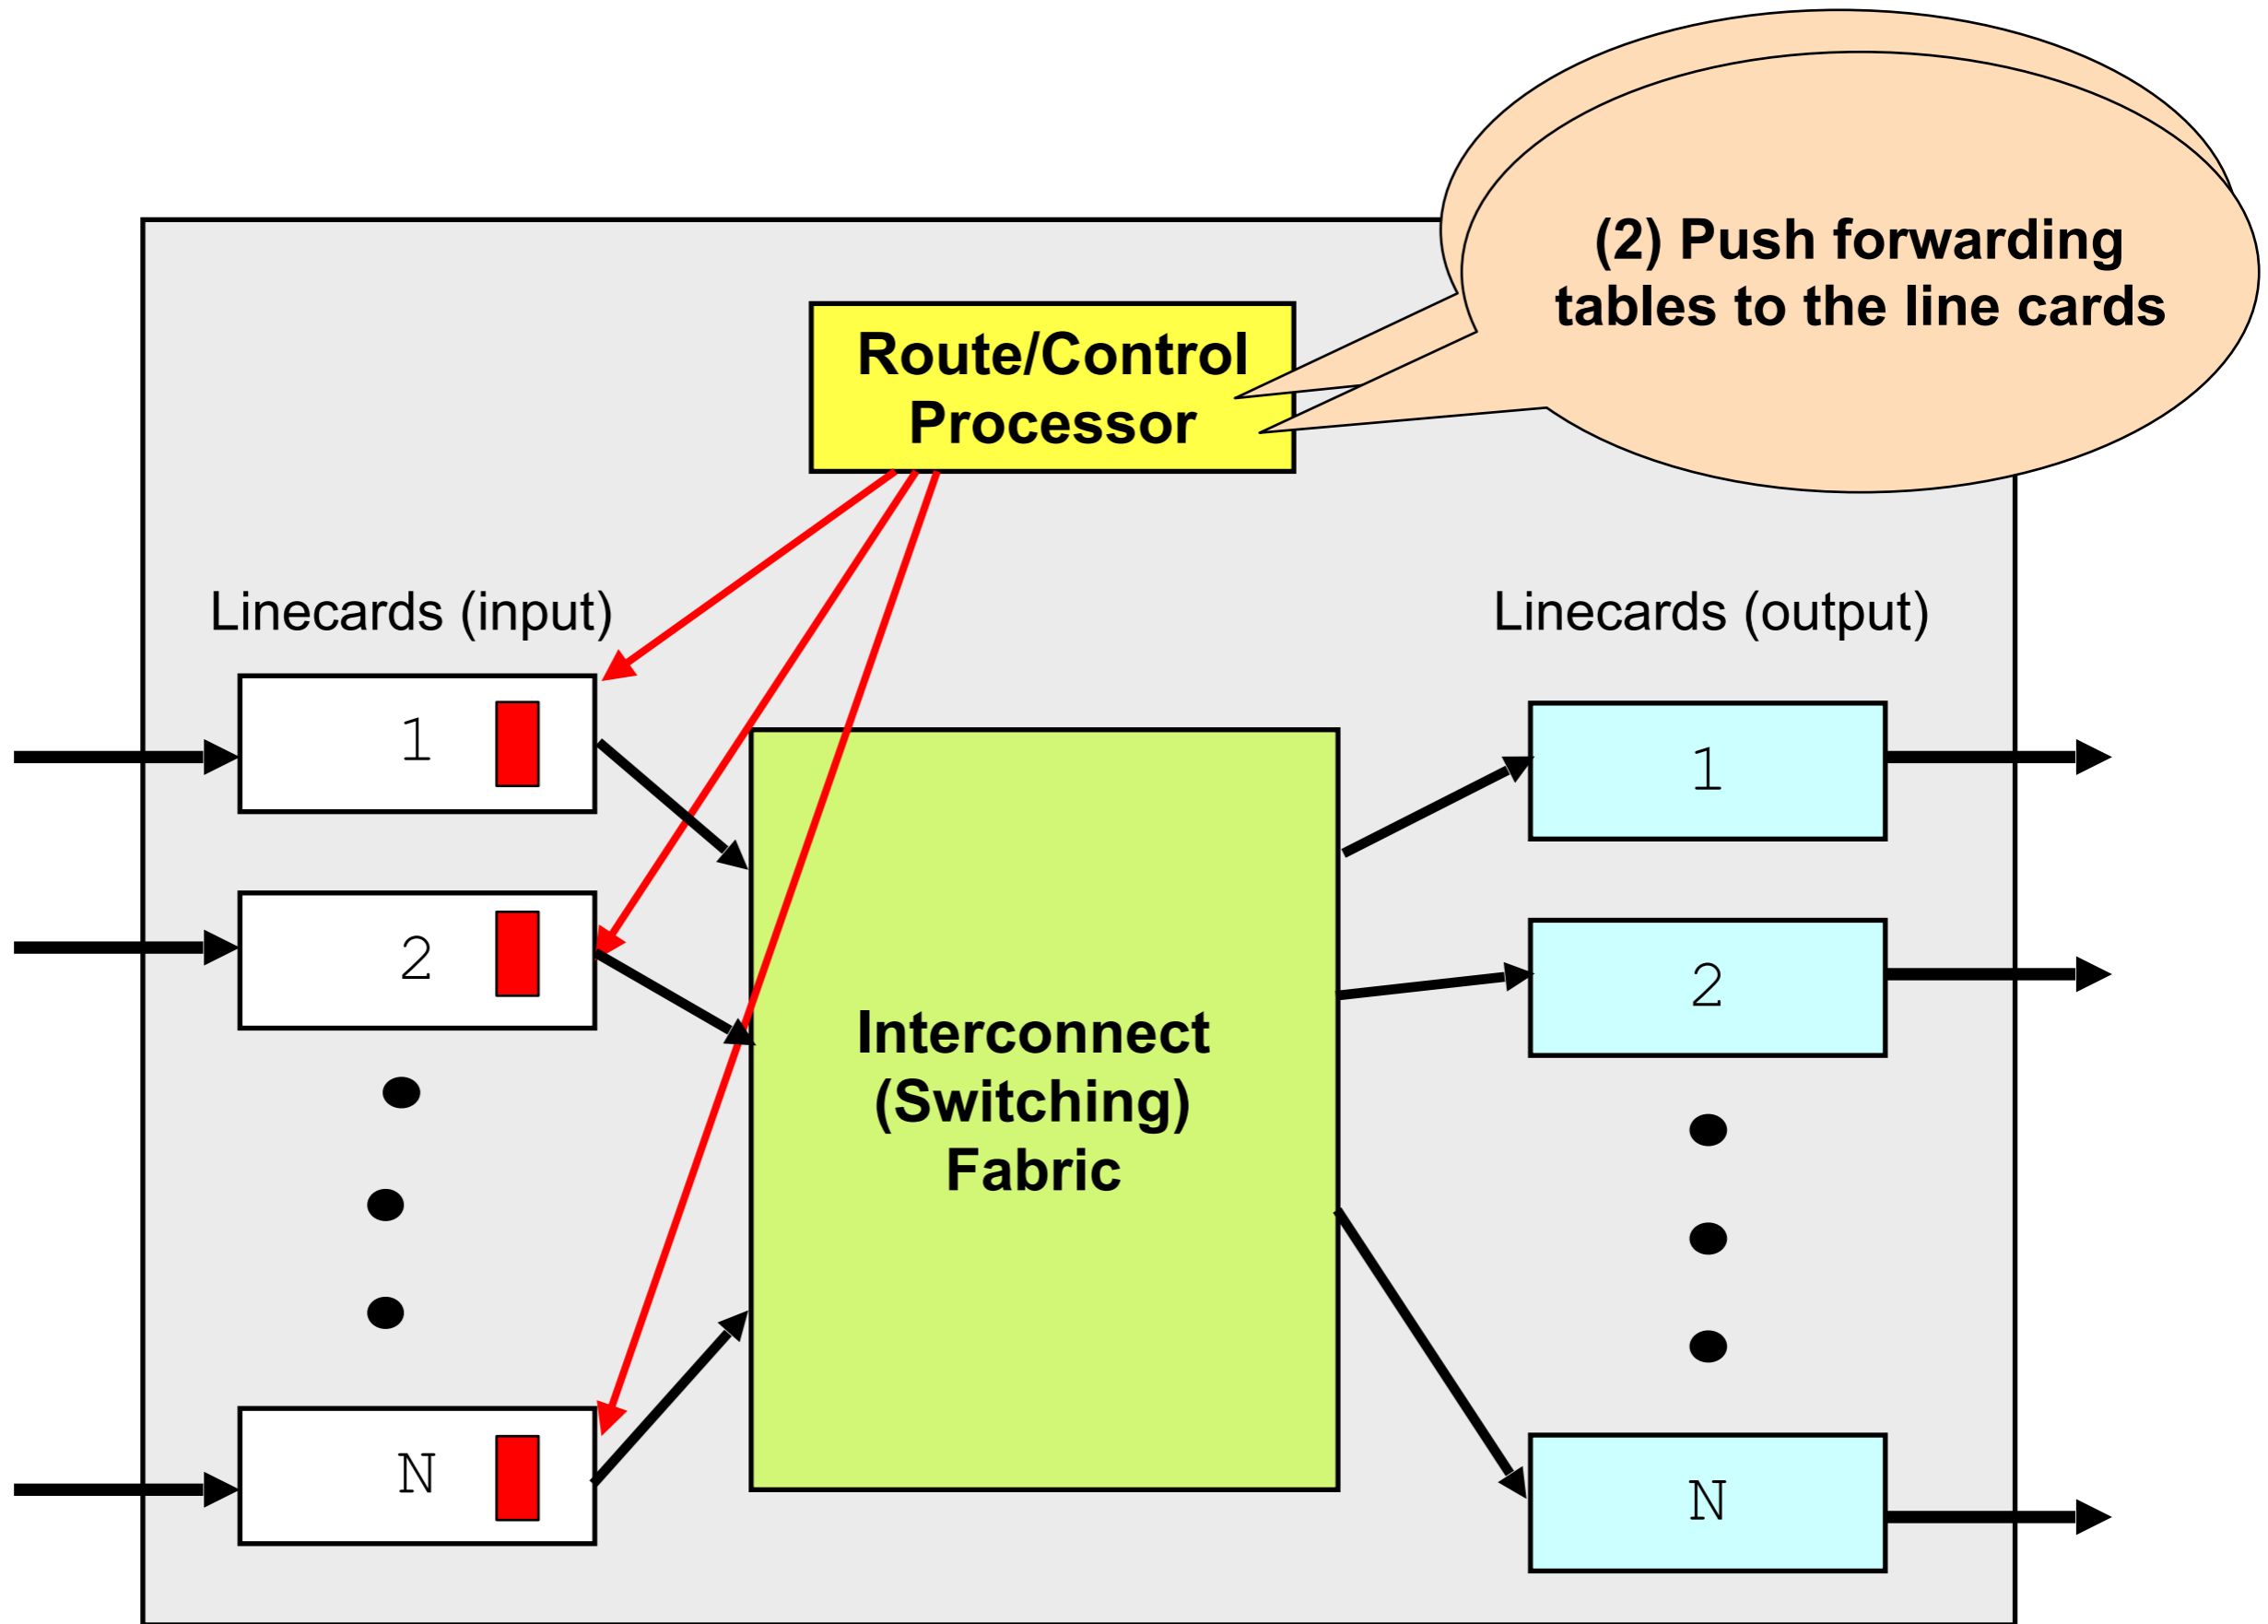 (2) Push forwarding
tables to the line cards
Route/Control
Processor
Linecards (input)
Linecards (output)
1
1
2
2
Interconnect
(Switching)
Fabric
N
N